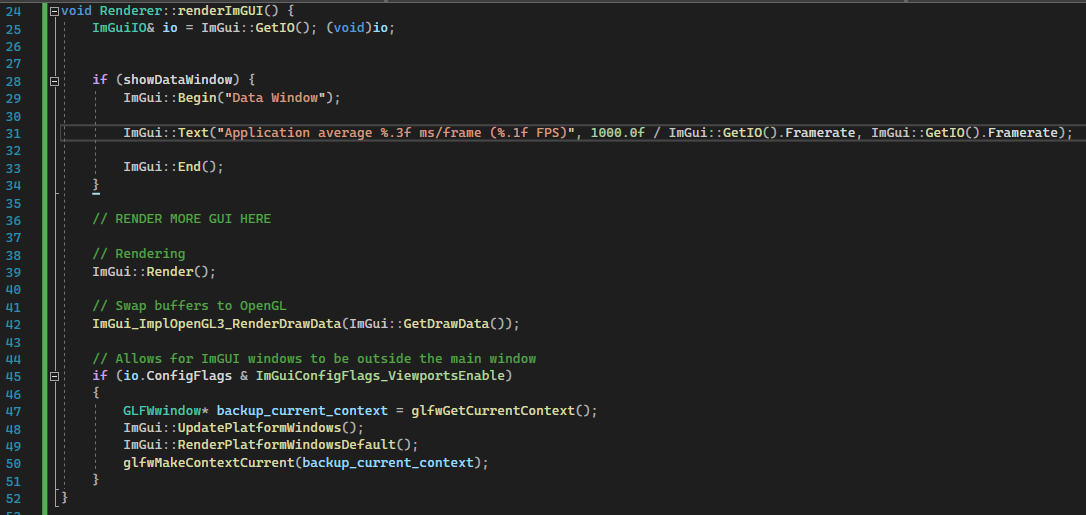 24 void Renderer::renderImGUI() {
25     ImGuiIO& io = ImGui::GetIO(); (void)io;
26
27
28     if (showDataWindow) {
29         ImGui::Begin("Data Window");
30
31         ImGui::Text("Application average %.3f ms/frame (%.1f FPS)", 1000.0f / ImGui::GetIO().Framerate, ImGui::GetIO().Framerate);
32
33         ImGui::End();
34     }
35
36     // RENDER MORE GUI HERE
37
38     // Rendering
39     ImGui::Render();
40
41     // Swap buffers to OpenGL
42     ImGui_ImplOpenGL3_RenderDrawData(ImGui::GetDrawData());
43
44     // Allows for ImGUI windows to be outside the main window
45     if (io.ConfigFlags & ImGuiConfigFlags_ViewportsEnable)
46     {
47         GLFWwindow* backup_current_context = glfwGetCurrentContext();
48         ImGui::UpdatePlatformWindows();
49         ImGui::RenderPlatformWindowsDefault();
50         glfwMakeContextCurrent(backup_current_context);
51     }
52 }